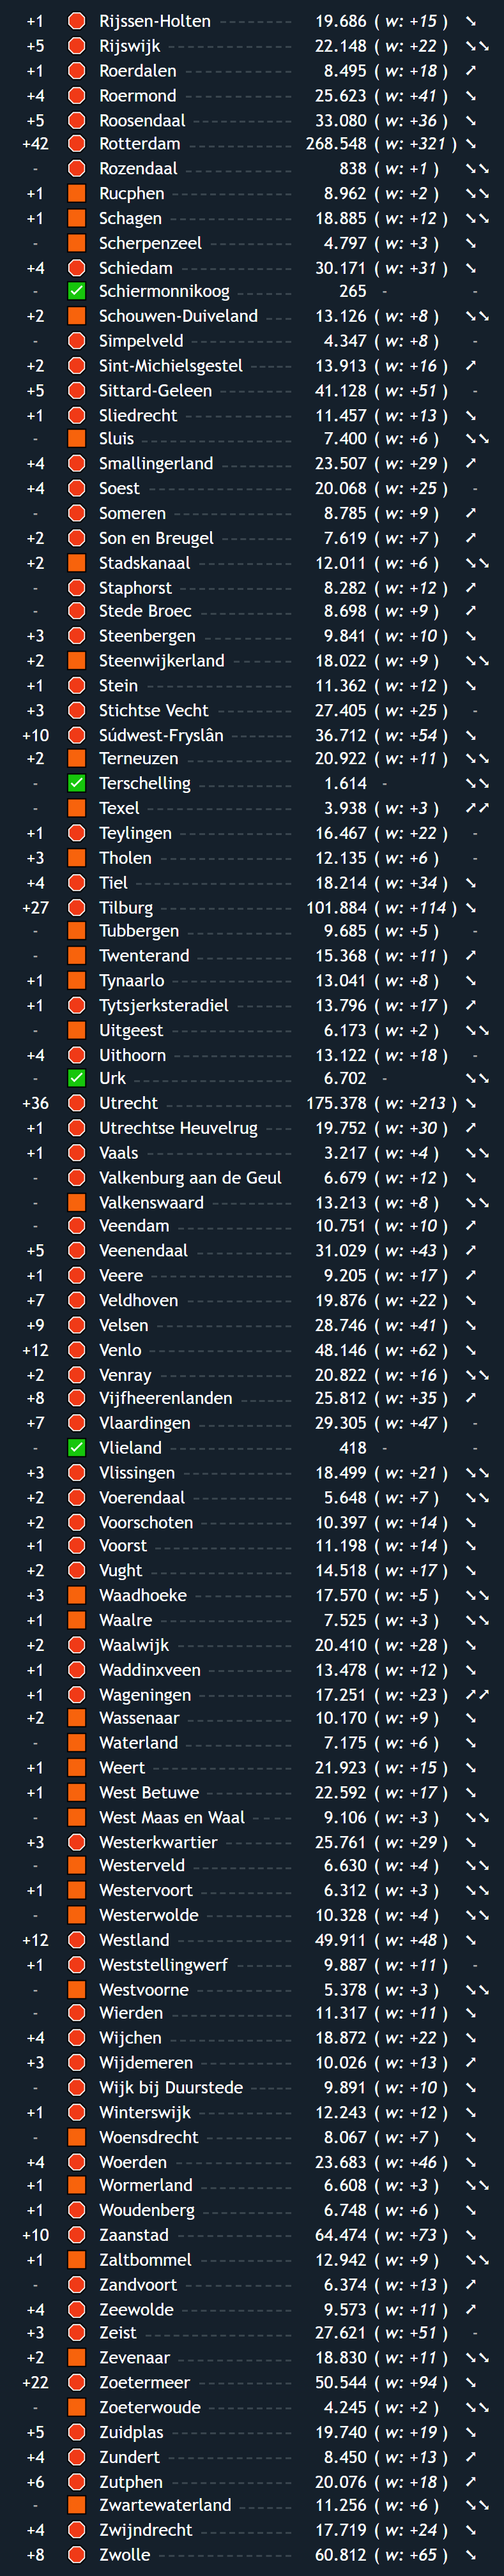 +1 Rijssen-Holten 19.686 ( w: +15 ) ↘
+5 Rijswijk 22.148 ( w: +22 ) ↘↘
+1 Roerdalen 8.495 ( w: +18 ) ↗
+4 Roermond 25.623 ( w: +41 ) ↘
+5 Roosendaal 33.080 ( w: +36 ) ↘
+42 Rotterdam 268.548 ( w: +321 ) ↘
- Rozendaal 838 ( w: +1 ) ↘↘
+1 Rucphen 8.962 ( w: +2 ) ↘↘
+1 Schagen 18.885 ( w: +12 ) ↘↘
- Scherpenzeel 4.797 ( w: +3 ) ↘
+4 Schiedam 30.171 ( w: +31 ) ↘
- Schiermonnikoog 265 - -
+2 Schouwen-Duiveland 13.126 ( w: +8 ) ↘↘
- Simpelveld 4.347 ( w: +8 ) -
+2 Sint-Michielsgestel 13.913 ( w: +16 ) ↗
+5 Sittard-Geleen 41.128 ( w: +51 ) -
+1 Sliedrecht 11.457 ( w: +13 ) ↘
- Sluis 7.400 ( w: +6 ) ↘↘
+4 Smallingerland 23.507 ( w: +29 ) ↗
+4 Soest 20.068 ( w: +25 ) -
- Someren 8.785 ( w: +9 ) ↗
+2 Son en Breugel 7.619 ( w: +7 ) ↗
+2 Stadskanaal 12.011 ( w: +6 ) ↘↘
- Staphorst 8.282 ( w: +12 ) ↗
- Stede Broec 8.698 ( w: +9 ) ↗
+3 Steenbergen 9.841 ( w: +10 ) ↘
+2 Steenwijkerland 18.022 ( w: +9 ) ↘↘
+1 Stein 11.362 ( w: +12 ) ↘
+3 Stichtse Vecht 27.405 ( w: +25 ) -
+10 Súdwest-Fryslân 36.712 ( w: +54 ) ↘
+2 Terneuzen 20.922 ( w: +11 ) ↘↘
- Terschelling 1.614 - ↘↘
- Texel 3.938 ( w: +3 ) ↗↗
+1 Teylingen 16.467 ( w: +22 ) -
+3 Tholen 12.135 ( w: +6 ) -
+4 Tiel 18.214 ( w: +34 ) ↘
+27 Tilburg 101.884 ( w: +114 ) ↘
- Tubbergen 9.685 ( w: +5 ) -
- Twenterand 15.368 ( w: +11 ) ↗
+1 Tynaarlo 13.041 ( w: +8 ) ↘
+1 Tytsjerksteradiel 13.796 ( w: +17 ) ↗
- Uitgeest 6.173 ( w: +2 ) ↘↘
+4 Uithoorn 13.122 ( w: +18 ) -
- Urk 6.702 - ↘↘
+36 Utrecht 175.378 ( w: +213 ) ↘
+1 Utrechtse Heuvelrug 19.752 ( w: +30 ) ↗
+1 Vaals 3.217 ( w: +4 ) ↘↘
- Valkenburg aan de Geul 6.679 ( w: +12 ) ↘
- Valkenswaard 13.213 ( w: +8 ) ↘↘
- Veendam 10.751 ( w: +10 ) ↗
+5 Veenendaal 31.029 ( w: +43 ) ↗
+1 Veere 9.205 ( w: +17 ) ↗
+7 Veldhoven 19.876 ( w: +22 ) ↘
+9 Velsen 28.746 ( w: +41 ) ↘
+12 Venlo 48.146 ( w: +62 ) ↘
+2 Venray 20.822 ( w: +16 ) ↘↘
+8 Vijfheerenlanden 25.812 ( w: +35 ) ↗
+7 Vlaardingen 29.305 ( w: +47 ) -
- Vlieland 418 - -
+3 Vlissingen 18.499 ( w: +21 ) ↘↘
+2 Voerendaal 5.648 ( w: +7 ) ↘↘
+2 Voorschoten 10.397 ( w: +14 ) ↘
+1 Voorst 11.198 ( w: +14 ) ↘
+2 Vught 14.518 ( w: +17 ) ↘
+3 Waadhoeke 17.570 ( w: +5 ) ↘↘
+1 Waalre 7.525 ( w: +3 ) ↘↘
+2 Waalwijk 20.410 ( w: +28 ) ↘
+1 Waddinxveen 13.478 ( w: +12 ) ↘
+1 Wageningen 17.251 ( w: +23 ) ↗↗
+2 Wassenaar 10.170 ( w: +9 ) ↘
- Waterland 7.175 ( w: +6 ) ↘
+1 Weert 21.923 ( w: +15 ) ↘
+1 West Betuwe 22.592 ( w: +17 ) ↘
- West Maas en Waal 9.106 ( w: +3 ) ↘↘
+3 Westerkwartier 25.761 ( w: +29 ) ↘
- Westerveld 6.630 ( w: +4 ) ↘↘
+1 Westervoort 6.312 ( w: +3 ) ↘↘
- Westerwolde 10.328 ( w: +4 ) ↘↘
+12 Westland 49.911 ( w: +48 ) ↘
+1 Weststellingwerf 9.887 ( w: +11 ) -
- Westvoorne 5.378 ( w: +3 ) ↘↘
- Wierden 11.317 ( w: +11 ) ↘
+4 Wijchen 18.872 ( w: +22 ) ↘
+3 Wijdemeren 10.026 ( w: +13 ) ↗
- Wijk bij Duurstede 9.891 ( w: +10 ) ↘
+1 Winterswijk 12.243 ( w: +12 ) ↘
- Woensdrecht 8.067 ( w: +7 ) ↘
+4 Woerden 23.683 ( w: +46 ) ↘
+1 Wormerland 6.608 ( w: +3 ) ↘↘
+1 Woudenberg 6.748 ( w: +6 ) ↘
+10 Zaanstad 64.474 ( w: +73 ) ↘
+1 Zaltbommel 12.942 ( w: +9 ) ↘↘
- Zandvoort 6.374 ( w: +13 ) ↗
+4 Zeewolde 9.573 ( w: +11 ) ↗
+3 Zeist 27.621 ( w: +51 ) -
+2 Zevenaar 18.830 ( w: +11 ) ↘↘
+22 Zoetermeer 50.544 ( w: +94 ) ↘
- Zoeterwoude 4.245 ( w: +2 ) ↘↘
+5 Zuidplas 19.740 ( w: +19 ) ↘
+4 Zundert 8.450 ( w: +13 ) ↗
+6 Zutphen 20.076 ( w: +18 ) ↗
- Zwartewaterland 11.256 ( w: +6 ) ↘↘
+4 Zwijndrecht 17.719 ( w: +24 ) ↘
+8 Zwolle 60.812 ( w: +65 ) ↘